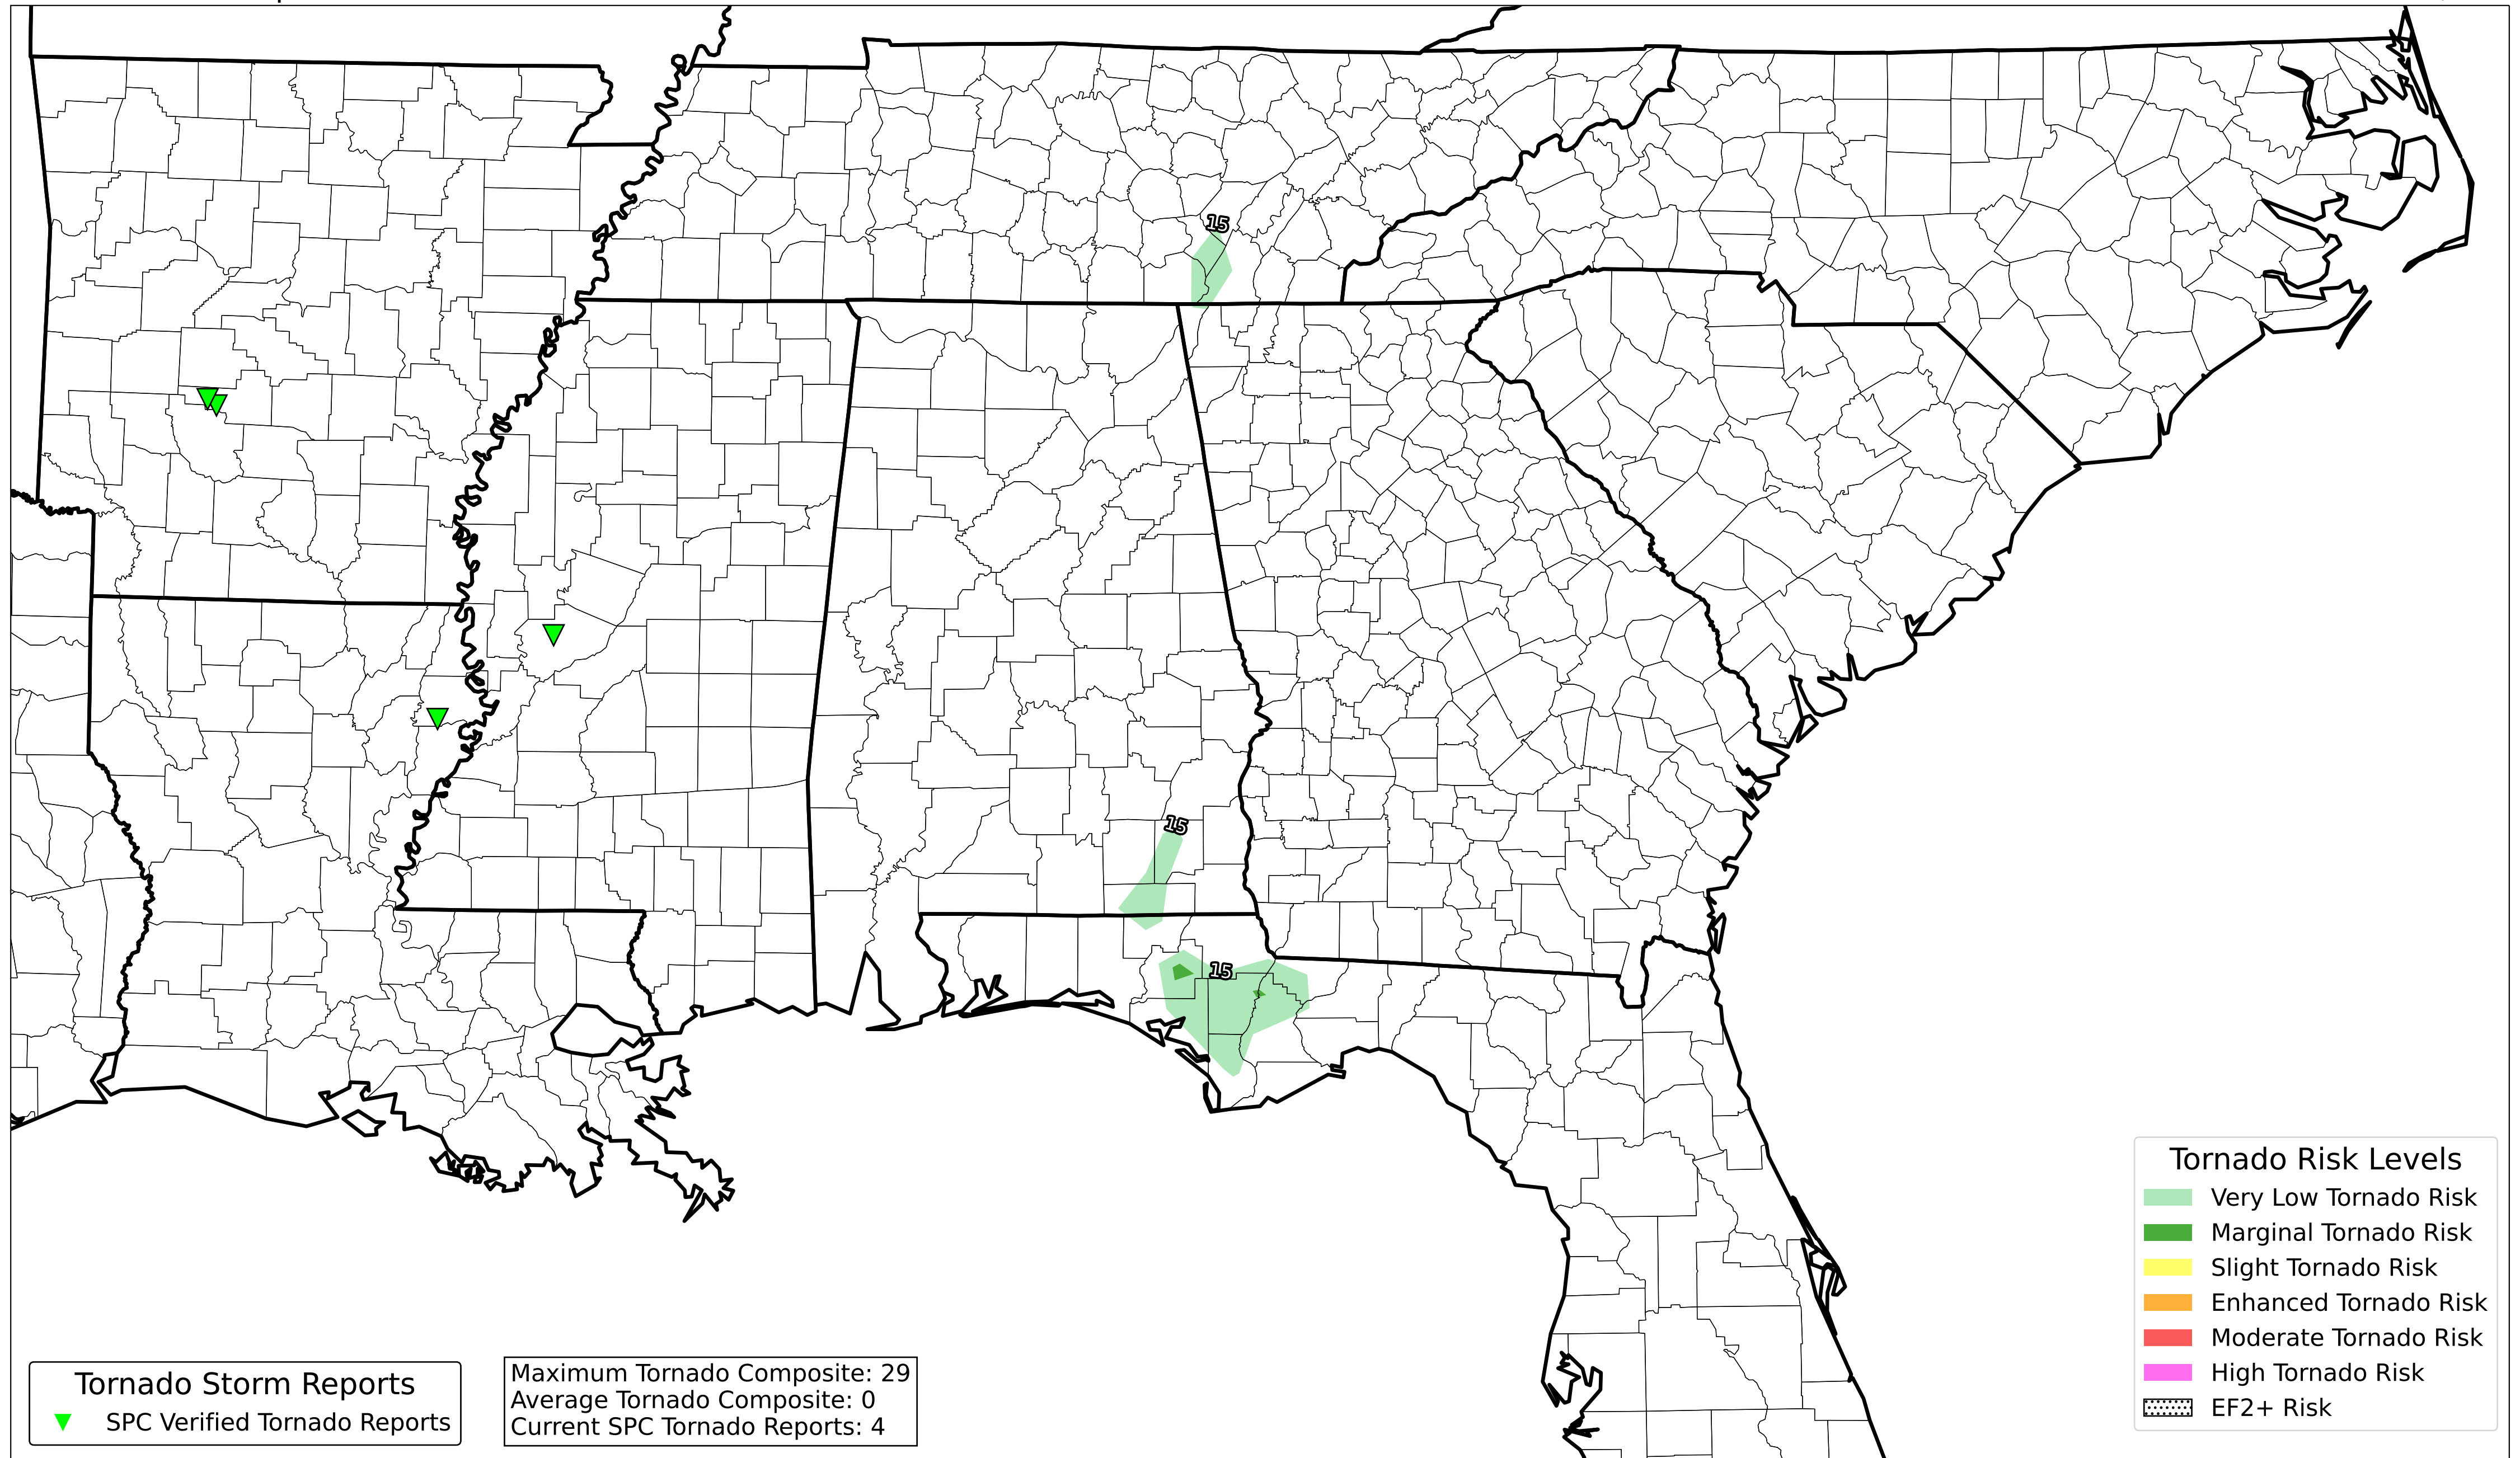 15
15
15
Tornado Risk Levels
Very Low Tornado Risk
Marginal Tornado Risk
Slight Tornado Risk
Enhanced Tornado Risk
Moderate Tornado Risk
High Tornado Risk
EF2+ Risk
Tornado Storm Reports
SPC Verified Tornado Reports
Maximum Tornado Composite: 29
Average Tornado Composite: 0
Current SPC Tornado Reports: 4